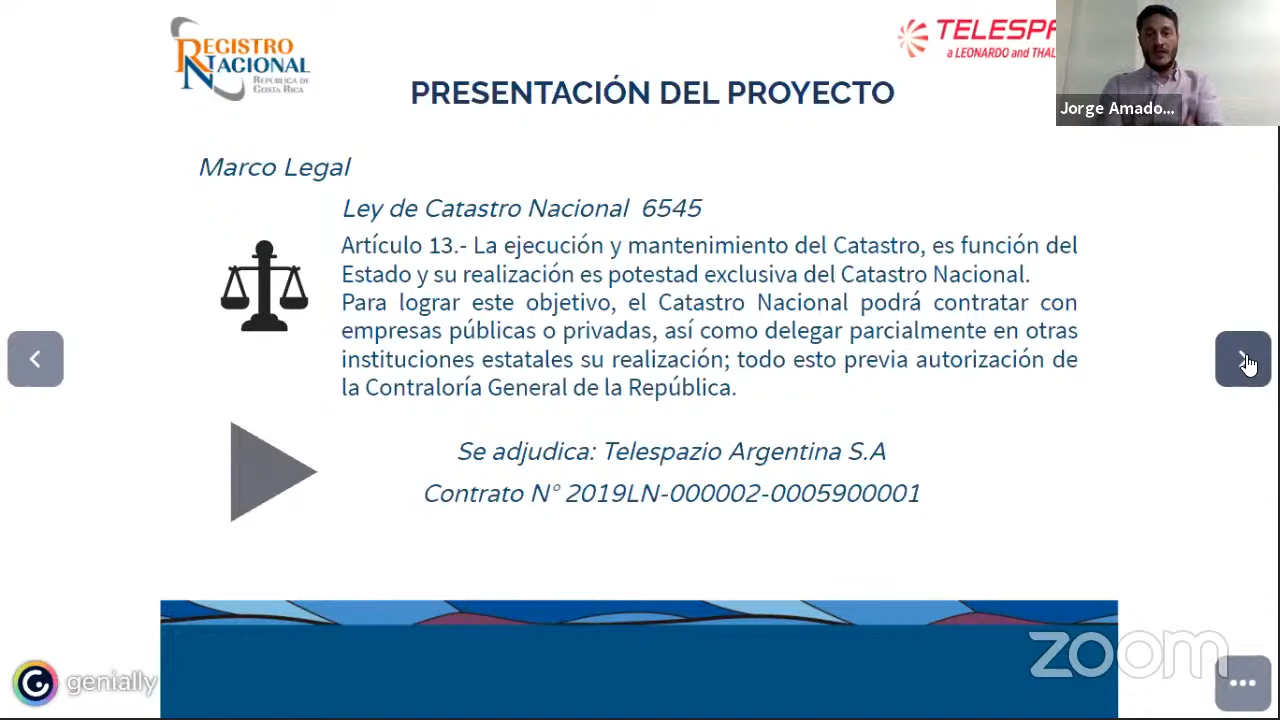 REGISTRO
NACIONAL
REPÚBLICA DE
COSTA RICA
TELESPA
a LEONARDO and THAL
PRESENTACIÓN DEL PROYECTO
Jorge Amado...
Marco Legal
Ley de Catastro Nacional 6545
Artículo 13.- La ejecución y mantenimiento del Catastro, es función del
Estado y su realización es potestad exclusiva del Catastro Nacional.
Para lograr este objetivo, el Catastro Nacional podrá contratar con
empresas públicas o privadas, así como delegar parcialmente en otras
instituciones estatales su realización; todo esto previa autorización de
la Contraloría General de la República.
Se adjudica: Telespazio Argentina S.A
Contrato N° 2019LN-000002-0005900001
zoom
genially